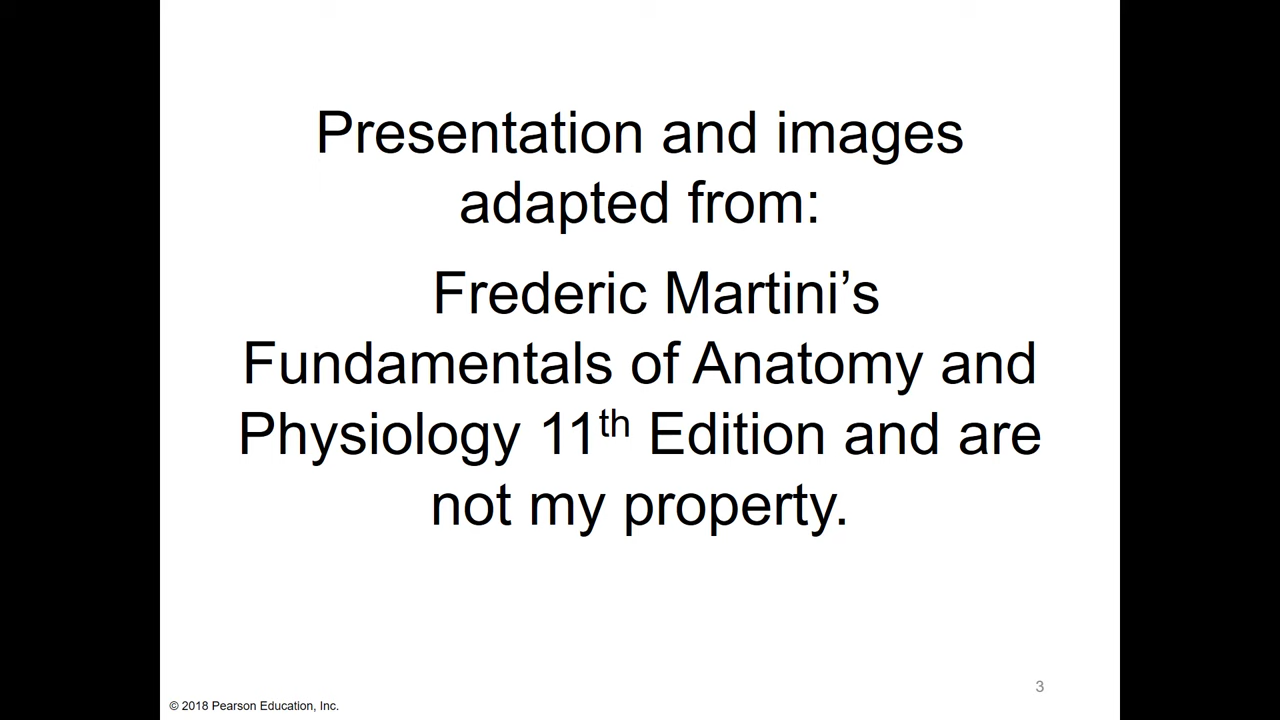 Presentation and images
adapted from:
Frederic Martini’s
Fundamentals of Anatomy and
Physiology 11th Edition and are
not my property.
3
© 2018 Pearson Education, Inc.